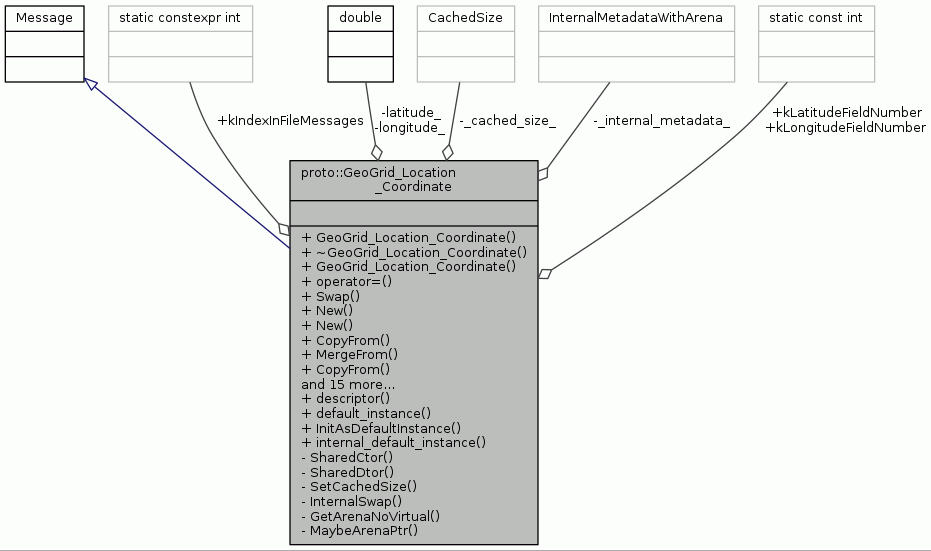 Message
static constexpr int
double
CachedSize
InternalMetadataWithArena
static const int
+kIndexInFileMessages
-latitude_
-longitude_
-_cached_size_
-_internal_metadata_
+kLatitudeFieldNumber
+kLongitudeFieldNumber
proto::GeoGrid_Location
_Coordinate
+ GeoGrid_Location_Coordinate()
+ ~GeoGrid_Location_Coordinate()
+ GeoGrid_Location_Coordinate()
+ operator=()
+ Swap()
+ New()
+ New()
+ CopyFrom()
+ MergeFrom()
+ CopyFrom()
and 15 more...
+ descriptor()
+ default_instance()
+ InitAsDefaultInstance()
+ internal_default_instance()
- SharedCtor()
- SharedDtor()
- SetCachedSize()
- InternalSwap()
- GetArenaNoVirtual()
- MaybeArenaPtr()